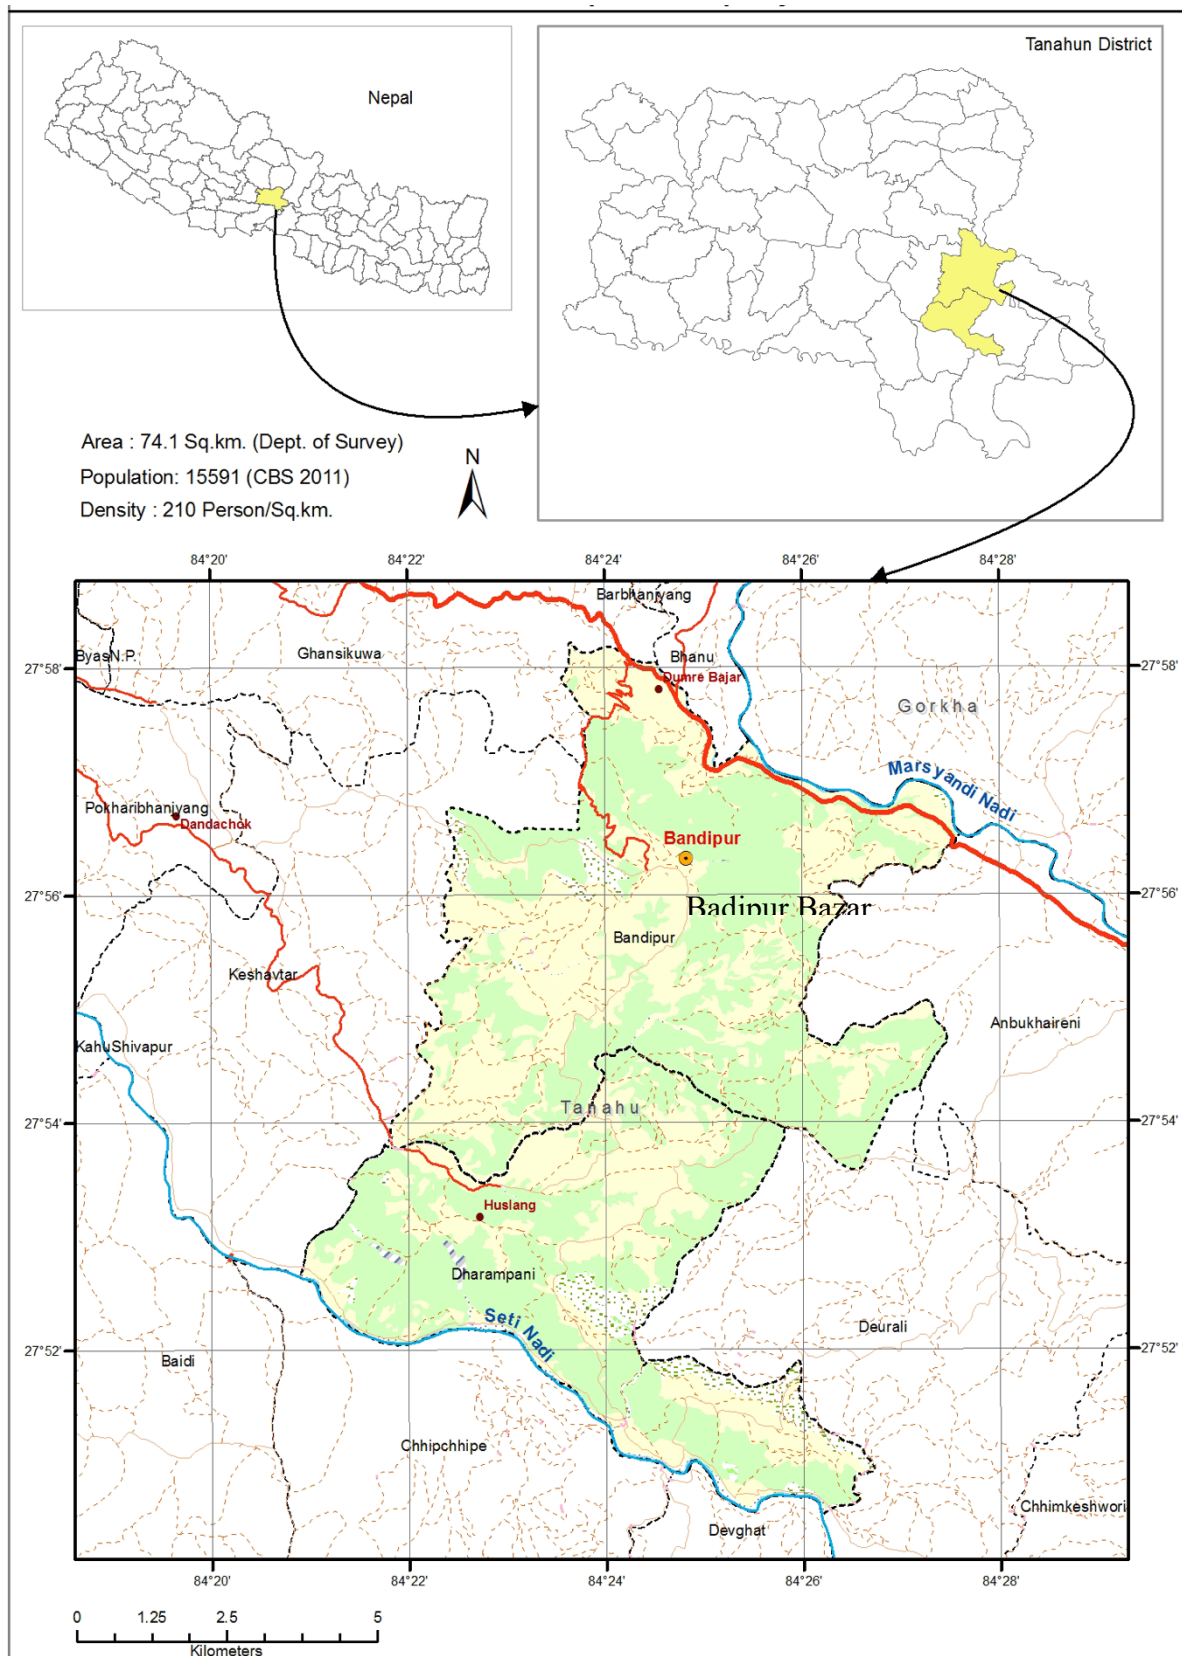 Nepal
Tanahun District
Area : 74.1 Sq.km. (Dept. of Survey)
Population: 15591 (CBS 2011)
Density : 210 Person/Sq.km.
N
84°20' 84°22' 84°24' 84°26' 84°28'
Barbhanjyang
ByasN.P. Ghansikuwa Bhanu
27°58' 27°58'
Dumre Bajar
Gorkha
Marsyandi Nadi
Pokharibhanjyang
Dandachok
Bandipur
27°56' 27°56'
Badipur Bazar
Bandipur
Keshavtar
Anbukhaireni
KahuShivapur
Tanahu
27°54' 27°54'
Huslang
Dharampani
Seti Nadi
Deurali
27°52' 27°52'
Baidi
Chhipchhipe
Chhimkeshwori
Devghat
84°20' 84°22' 84°24' 84°26' 84°28'
0 1.25 2.5 5
Kilometers